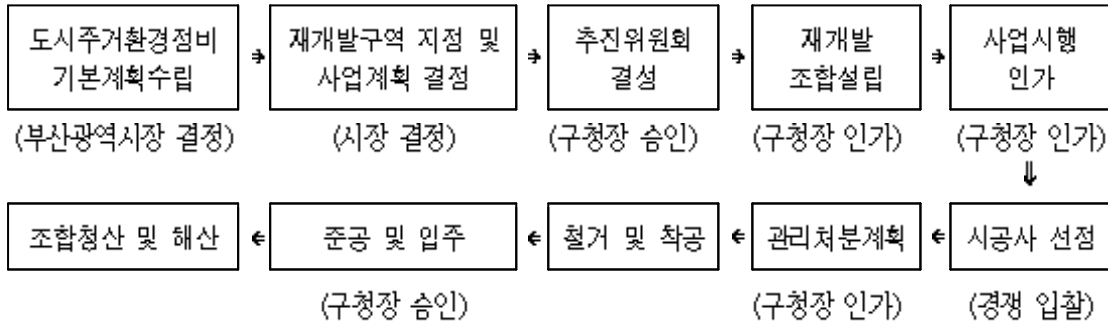 도시주거환경정비 → 재개발구역 지정 및 → 추진위원회 → 재개발 → 사업시행
기본계획수립 사업계획 결정 결성 조합설립 인가
(부산광역시장 결정) (시장 결정) (구청장 승인) (구청장 인가) (구청장 인가)
⇓
조합청산 및 해산 ← 준공 및 입주 ← 철거 및 착공 ← 관리처분계획 ← 시공사 선정
(구청장 승인) (구청장 인가) (경쟁 입찰)